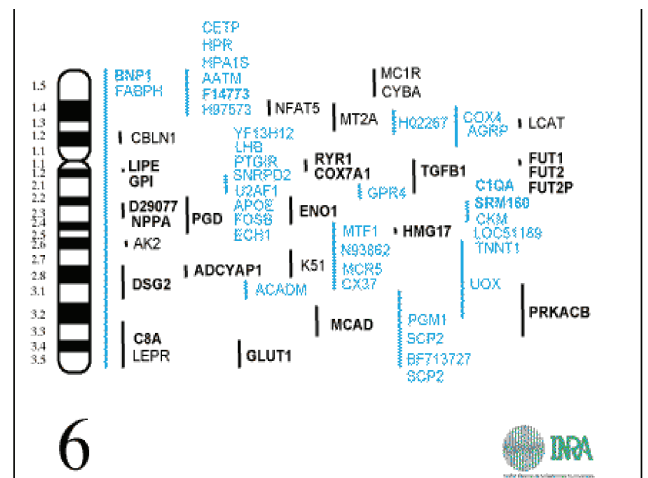 CETP
HPR
HPA1S
AATM
F14773
H97573
BNP1
FABPH
MC1R
CYBA
NFAT5
MT2A
H02267
COX4
AGRP
LCAT
CBLN1
YF13H12
LHB
PTGIR
SNRPD2
U2AF1
APOE
FOSB
ECH1
RYR1
COX7A1
TGFB1
FUT1
FUT2
FUT2P
LIPE
GPI
GPR4
C1QA
SRM160
CKM
LOC51189
TNNT1
D29077
NPPA
PGD
ENO1
MTF1
N93862
MCR5
CX37
HMG17
AK2
DSG2
ADCYAP1
K51
ACADM
UOX
MCAD
PGM1
SCP2
BF713727
SCP2
PRKACB
C8A
LEPR
GLUT1
1.5
1.4
1.3
1.2
1.1
1.2
2.1
2.2
2.3
2.4
2.5
2.6
2.7
2.8
3.1
3.2
3.3
3.4
3.5
6
INRA